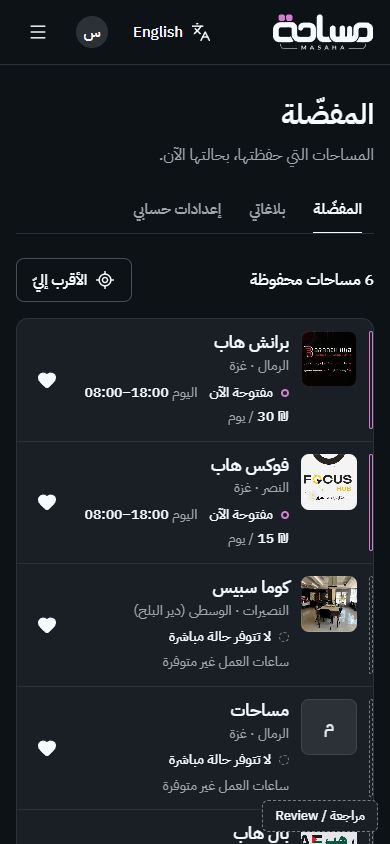 مساحة
MASAHA
English
س
المفضّلة
المساحات التي حفظتها، بحالتها الآن.
المفضّلة
بلاغاتي
إعدادات حسابي
6 مساحات محفوظة
الأقرب إليّ
برانش هاب
الرمال · غزة
مفتوحة الآن اليوم 08:00–18:00
₪ 30 / يوم
FOCUS
HUB
فوكس هاب
النصر · غزة
مفتوحة الآن اليوم 08:00–18:00
₪ 15 / يوم
كوما سبيس
النصيرات · الوسطى (دير البلح)
لا تتوفر حالة مباشرة
ساعات العمل غير متوفرة
م
مساحات
الرمال · غزة
لا تتوفر حالة مباشرة
ساعات العمل غير متوفرة
مراجعة / Review
بال هاب